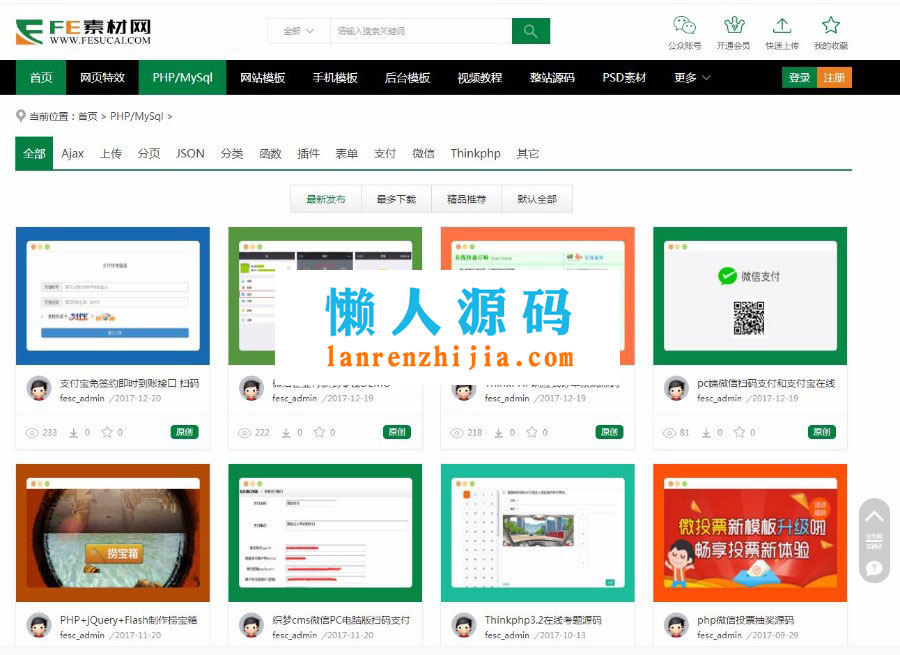 FE素材网
WWW.FESUCAI.COM
全部
请输入搜索关键词
公众账号 开通会员 快速上传 我的收藏
首页 网页特效 PHP/MySql 网站模板 手机模板 后台模板 视频教程 整站源码 PSD素材 更多 登录 注册
当前位置：首页 > PHP/MySql >
全部 Ajax 上传 分页 JSON 分类 函数 插件 表单 支付 微信 Thinkphp 其它
最新发布 最多下载 精品推荐 默认全部
微信支付
懒人源码
lanrenzhijia.com
支付宝免签约即时到账接口 扫码
fesc_admin /2017-12-20
fesc_admin /2017-12-19
fesc_admin /2017-12-19
pc端微信扫码支付和支付宝在线
fesc_admin /2017-12-19
233 0 0 原创
222 0 0 原创
218 0 0 原创
81 0 0 原创
捞宝箱
微投票新模板升级啦
畅享投票新体验
PHP+jQuery+Flash制作捞宝箱
fesc_admin /2017-11-20
织梦cms微信PC电脑版扫码支付
fesc_admin /2017-11-20
Thinkphp3.2在线考题源码
fesc_admin /2017-10-13
php微信投票抽奖源码
fesc_admin /2017-09-29